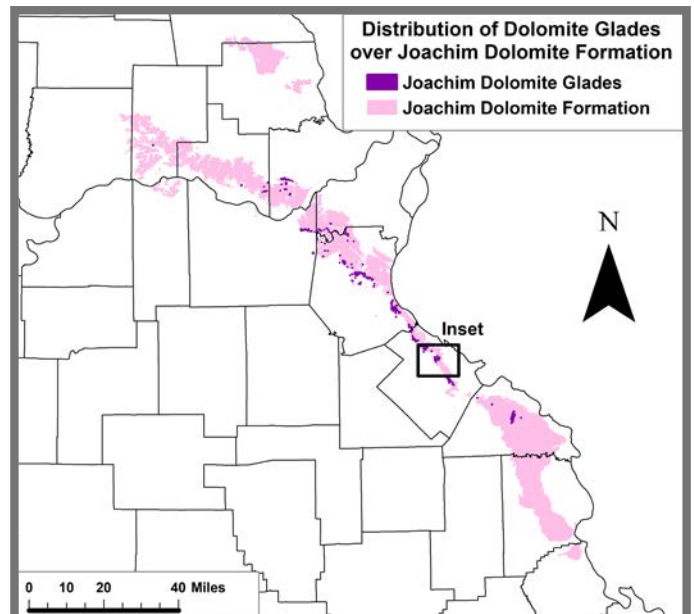 Distribution of Dolomite Glades
over Joachim Dolomite Formation
Joachim Dolomite Glades
Joachim Dolomite Formation
N
Inset
0 10 20 40 Miles